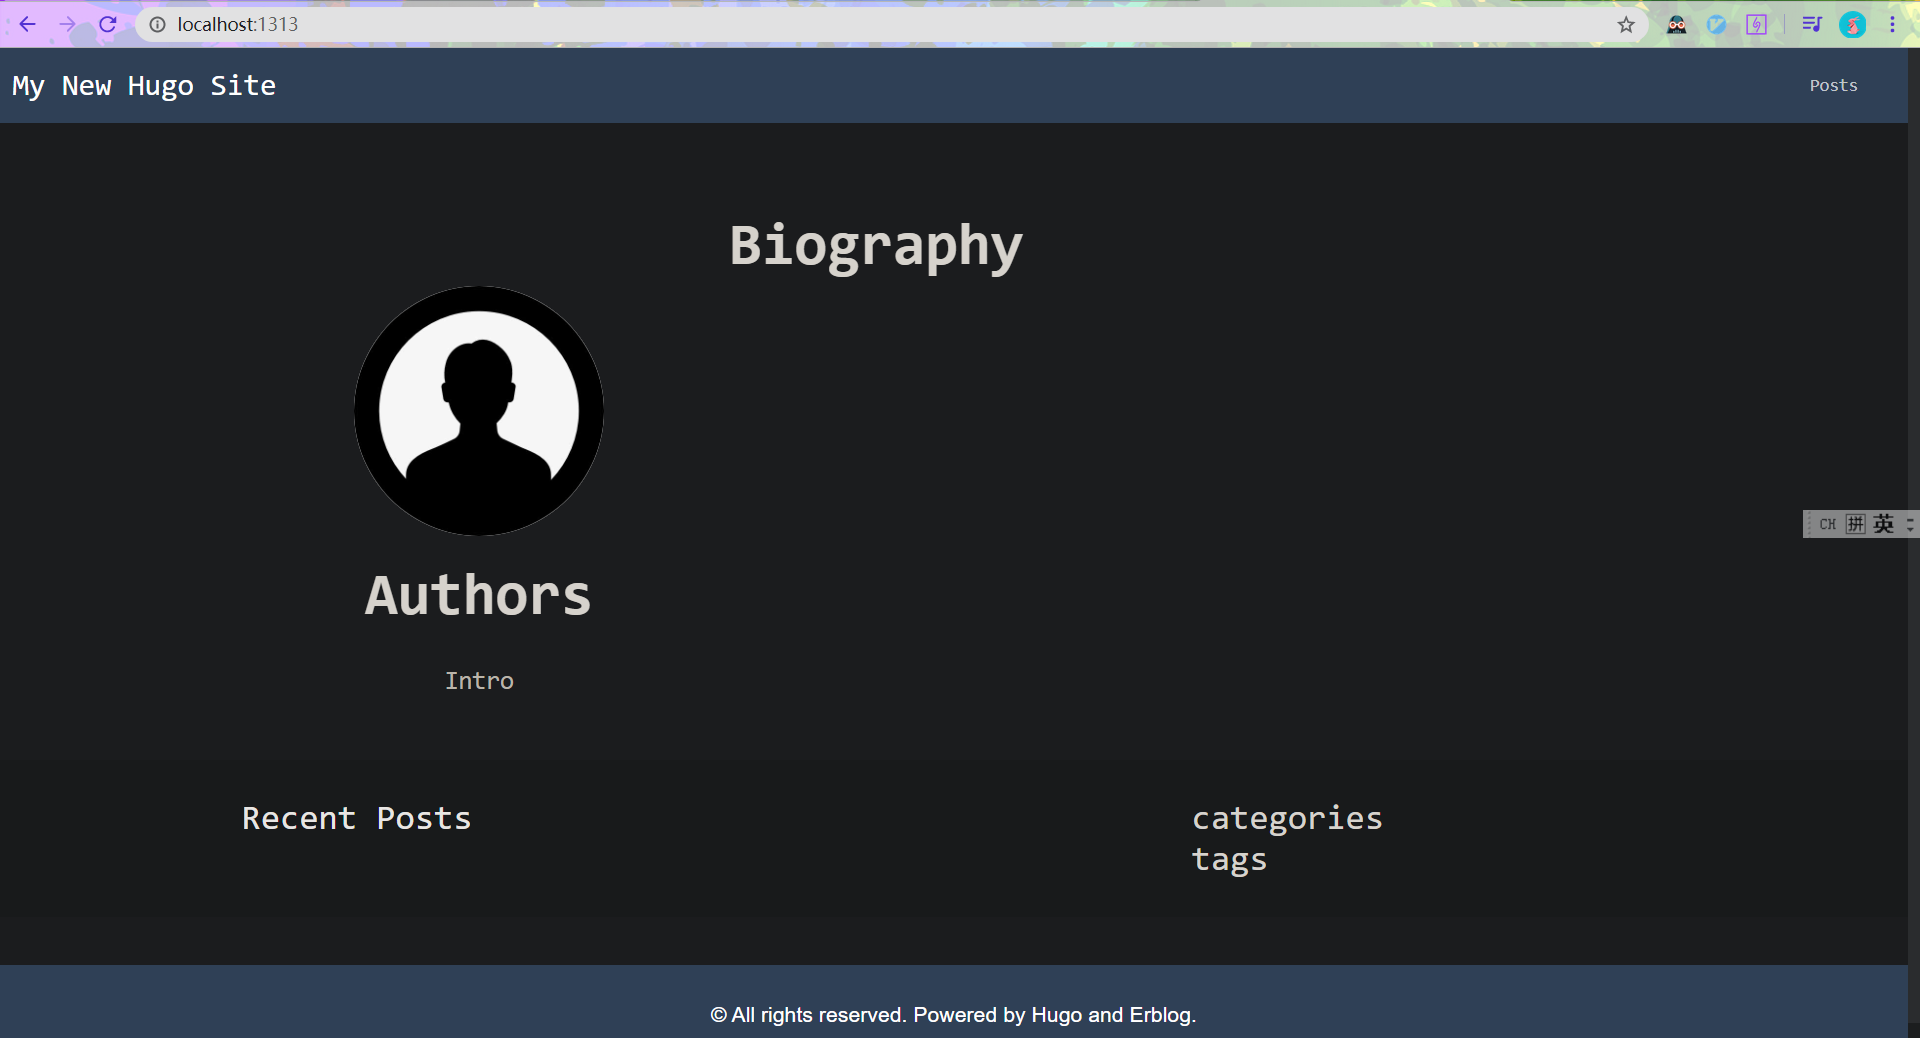 localhost:1313
My New Hugo Site
Posts
Biography
CH 拼 英
Authors
Intro
Recent Posts
categories
tags
© All rights reserved. Powered by Hugo and Erblog.